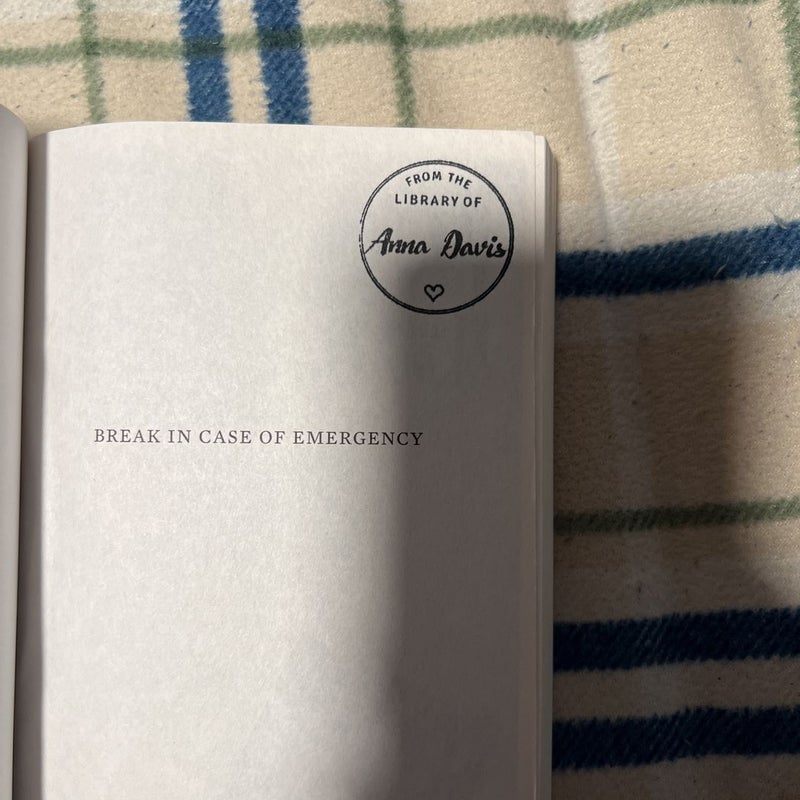 FROM THE
LIBRARY OF
Anna Davis
BREAK IN CASE OF EMERGENCY